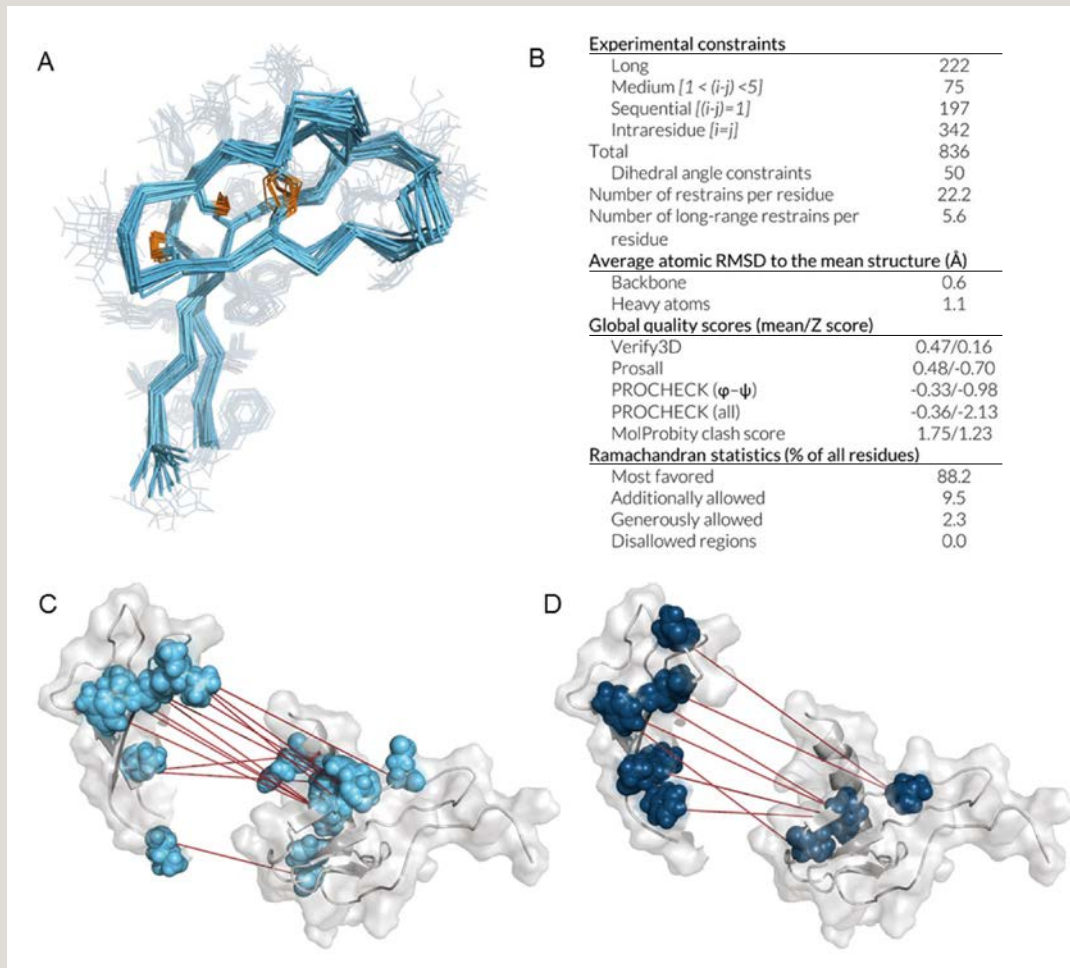 A
B
Experimental constraints
Long 222
Medium [1 < (i-j) <5] 75
Sequential [(i-j)=1] 197
Intraresidue [i=j] 342
Total 836
Dihedral angle constraints 50
Number of restrains per residue 22.2
Number of long-range restrains per 5.6
residue
Average atomic RMSD to the mean structure (Å)
Backbone 0.6
Heavy atoms 1.1
Global quality scores (mean/Z score)
Verify3D 0.47/0.16
Prosall 0.48/-0.70
PROCHECK (φ–ψ) -0.33/-0.98
PROCHECK (all) -0.36/-2.13
MolProbity clash score 1.75/1.23
Ramachandran statistics (% of all residues)
Most favored 88.2
Additionally allowed 9.5
Generously allowed 2.3
Disallowed regions 0.0
C
D